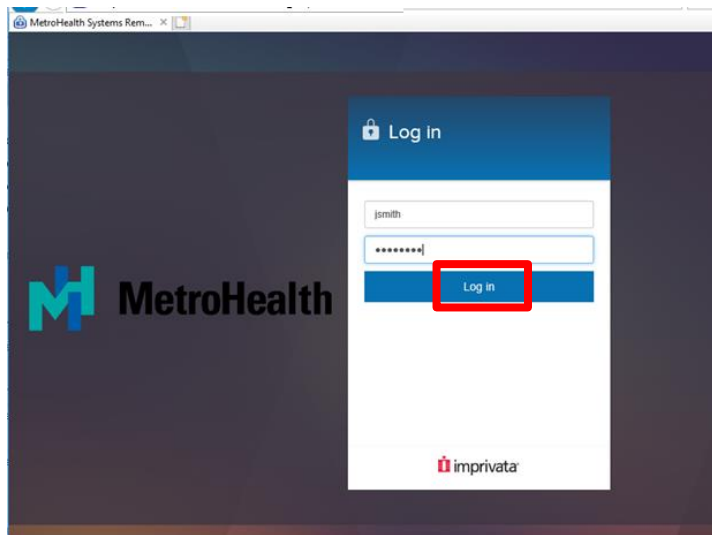 MetroHealth Systems Rem...
Log in
jsmith
••••••••
Log in
MetroHealth
imprivata